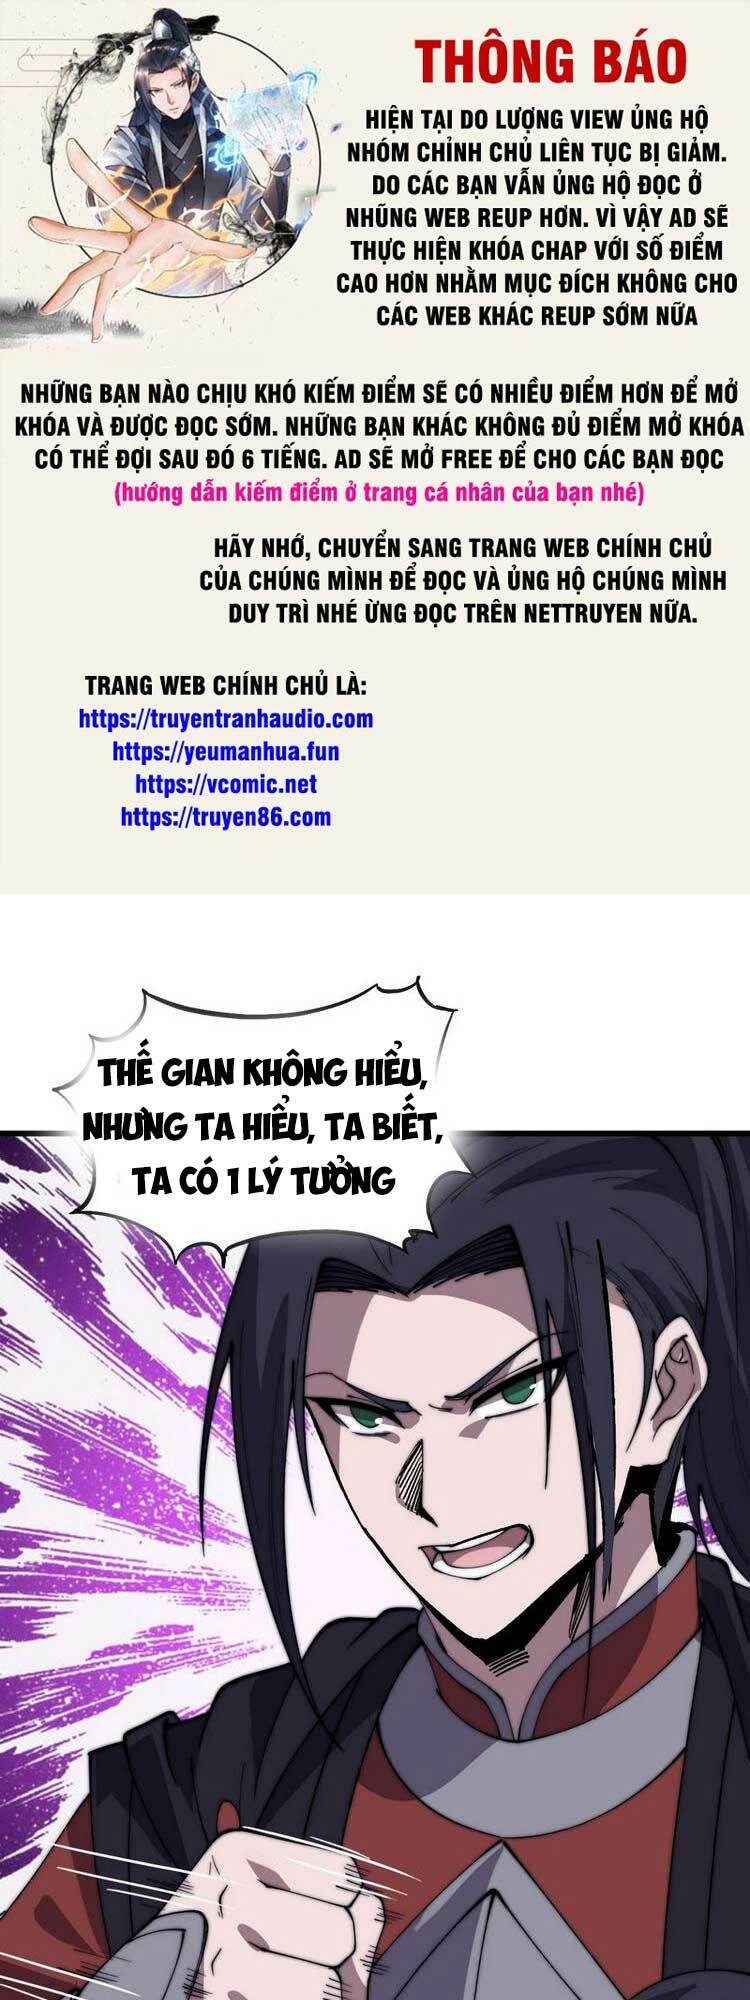 THÔNG BÁO
HIỆN TẠI DO LƯỢNG VIEW ỦNG HỘ
NHÓM CHỈNH CHỦ LIÊN TỤC BỊ GIẢM.
DO CÁC BẠN VẪN ỦNG HỘ ĐỌC Ở
NHŨNG WEB REUP HƠN. VÌ VẬY AD SẼ
THỰC HIỆN KHÓA CHAP VỚI SỐ ĐIỂM
CAO HƠN NHẰM MỤC ĐÍCH KHÔNG CHO
CÁC WEB KHÁC REUP SỚM NỮA
NHỮNG BẠN NÀO CHỊU KHÓ KIẾM ĐIỂM SẼ CÓ NHIỀU ĐIỂM HƠN ĐỂ MỞ
KHÓA VÀ ĐƯỢC ĐỌC SỚM. NHỮNG BẠN KHÁC KHÔNG ĐỦ ĐIỂM MỞ KHÓA
CÓ THỂ ĐỢI SAU ĐÓ 6 TIẾNG. AD SẼ MỞ FREE ĐỂ CHO CÁC BẠN ĐỌC
(hướng dẫn kiếm điểm ở trang cá nhân của bạn nhé)
HÃY NHỚ, CHUYỂN SANG TRANG WEB CHÍNH CHỦ
CỦA CHÚNG MÌNH ĐỂ ĐỌC VÀ ỦNG HỘ CHÚNG MÌNH
DUY TRÌ NHÉ ỪNG ĐỌC TRÊN NETTRUYEN NỮA.
TRANG WEB CHÍNH CHỦ LÀ:
https://truyentranhaudio.com
https://yeumanhua.fun
https://vcomic.net
https://truyen86.com
THẾ GIAN KHÔNG HIỂU,
NHƯNG TA HIỂU, TA BIẾT,
TA CÓ 1 LÝ TƯỞNG